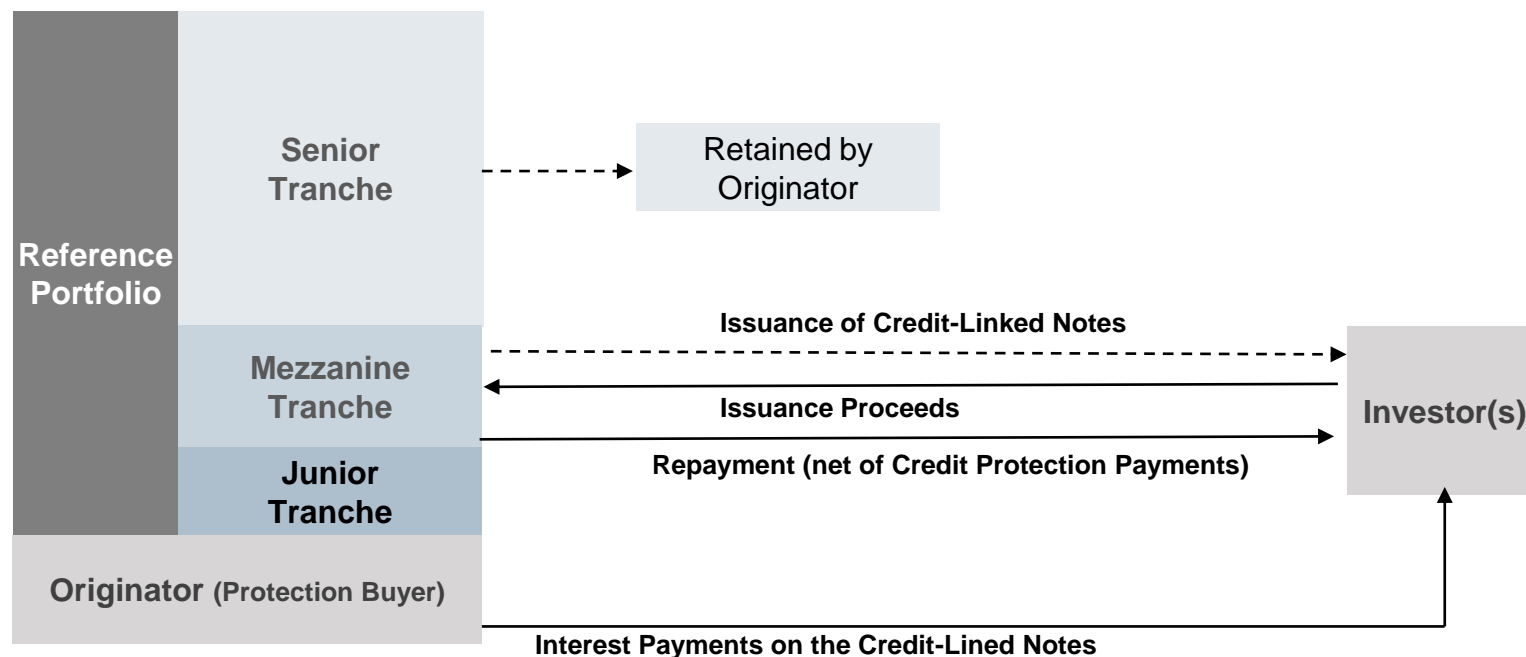 Senior
Tranche
Retained by
Originator
Reference
Portfolio
Issuance of Credit-Linked Notes
Mezzanine
Tranche
Issuance Proceeds
Investor(s)
Repayment (net of Credit Protection Payments)
Junior
Tranche
Originator (Protection Buyer)
Interest Payments on the Credit-Lined Notes